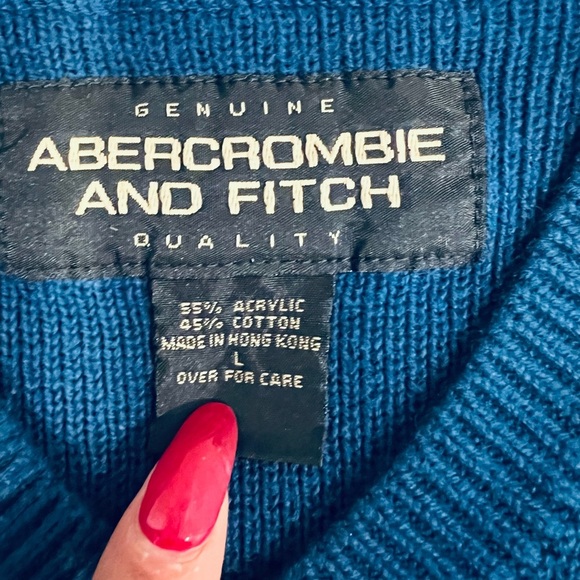 GENUINE
ABERCROMBIE
AND FITCH
QUALITY
55% ACRYLIC
45% COTTON
MADE IN HONG KONG
L
OVER FOR CARE